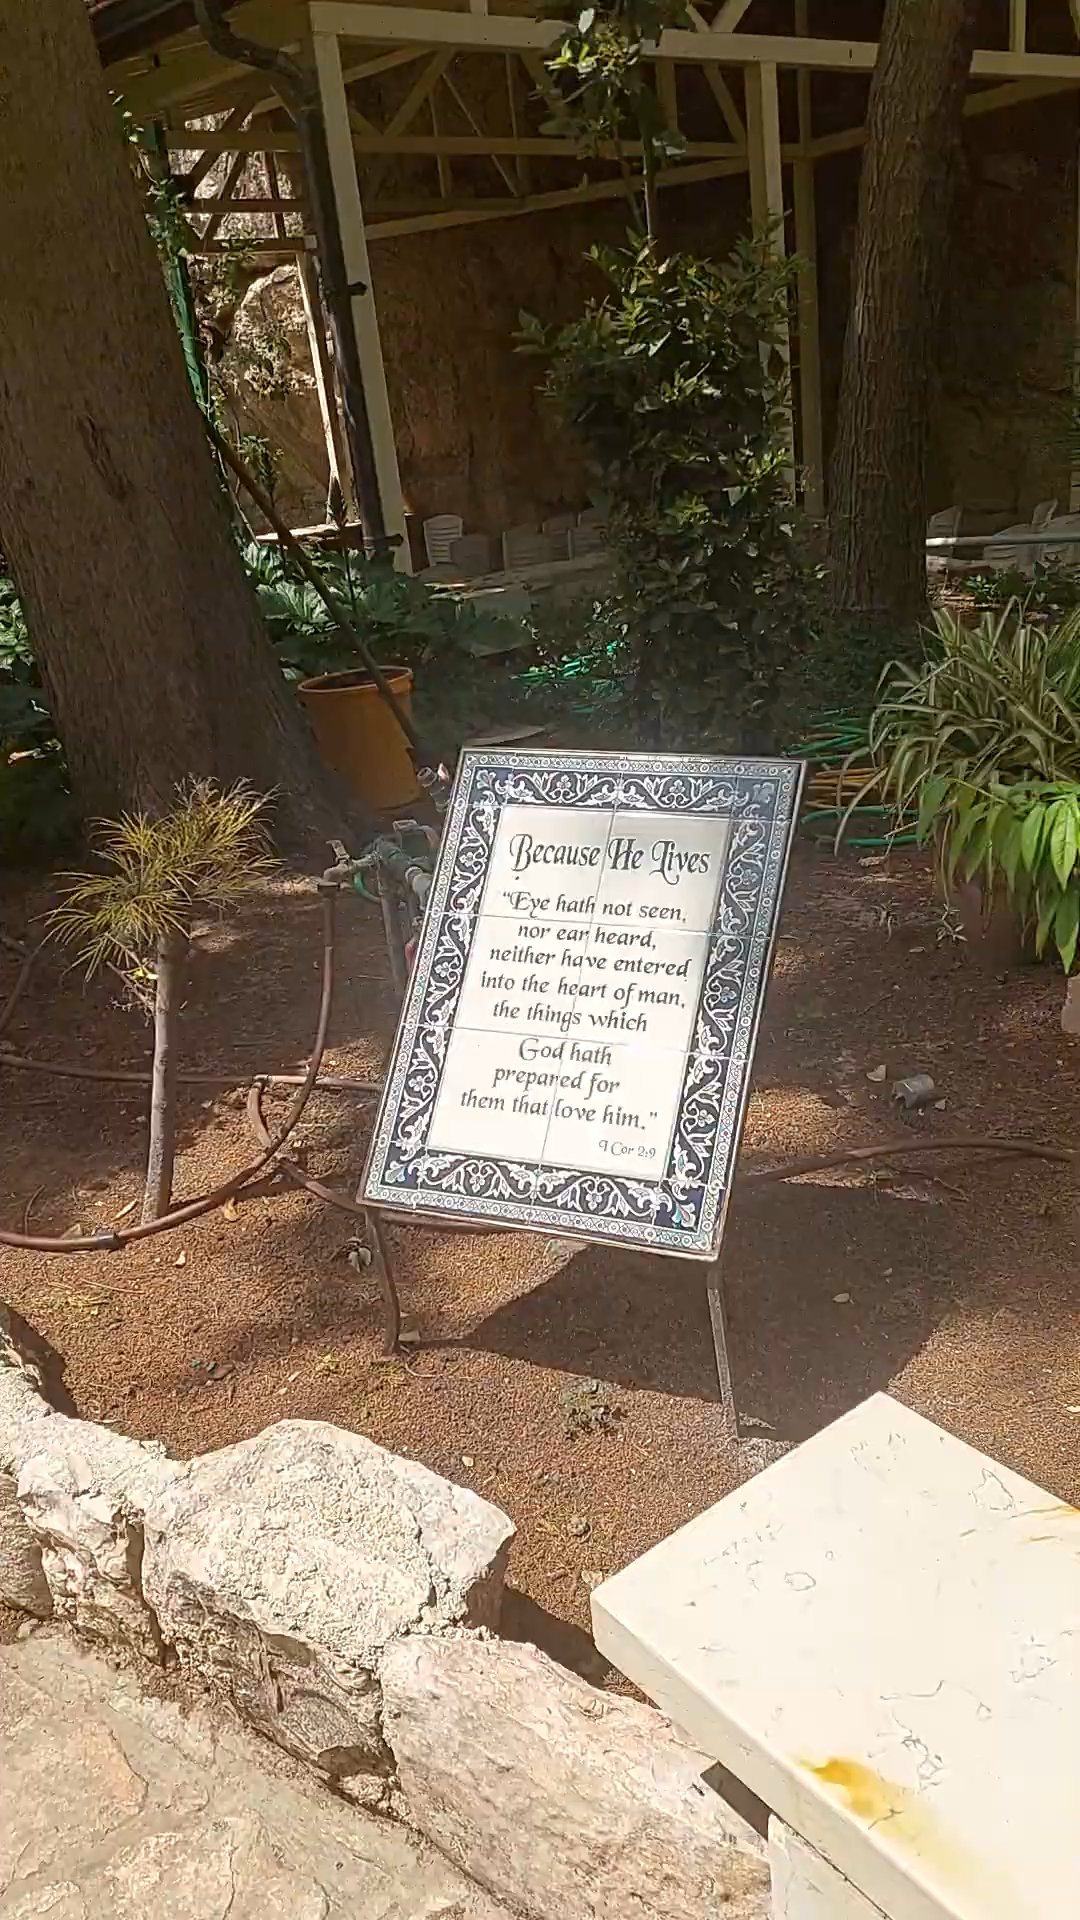 Because He Lives
"Eye hath not seen,
nor ear heard,
neither have entered
into the heart of man,
the things which
God hath
prepared for
them that love him."
1 Cor 2:9